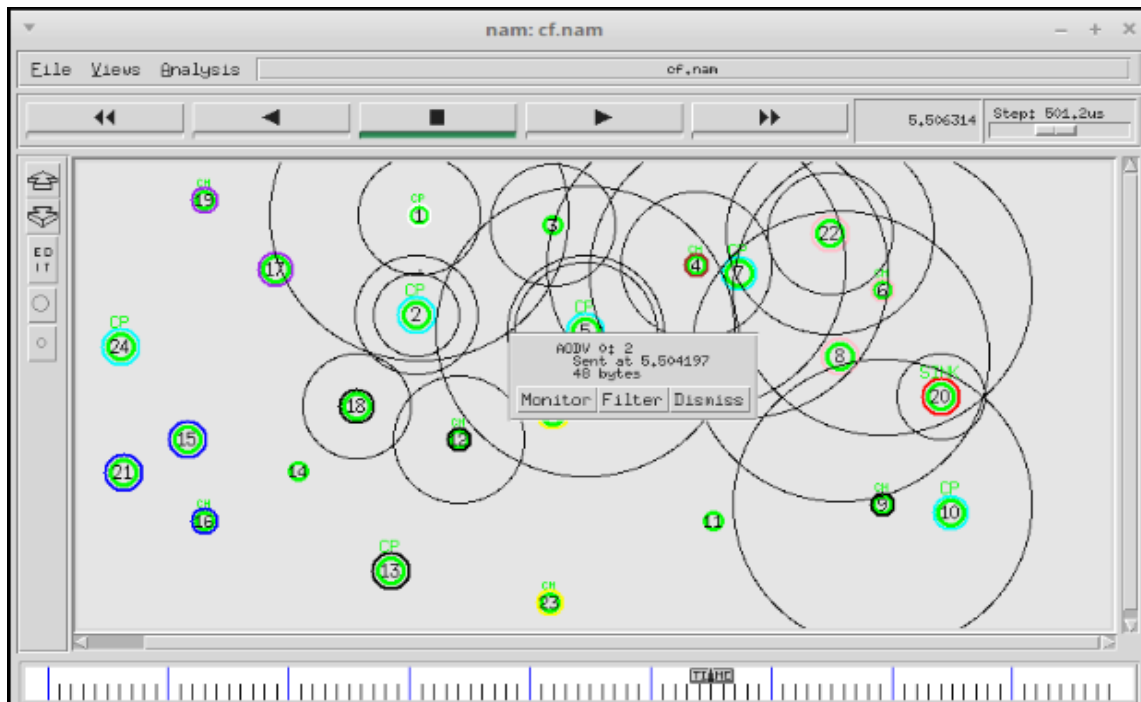 nam: cf.nam
File Views Analysis cf.nam
5.506314 Step: 501.2us
ED
IT
CH
19
CP
1
3
22
17
CH
4
CP
7
CH
6
CP
2
CP
5
CP
24
8
AODV 0: 2
Sent at 5.504197
48 bytes
Monitor Filter Dismiss
SINK
20
18
15
12
21
14
CH
16
11
CH
9
CP
10
CP
13
CH
23
TIME